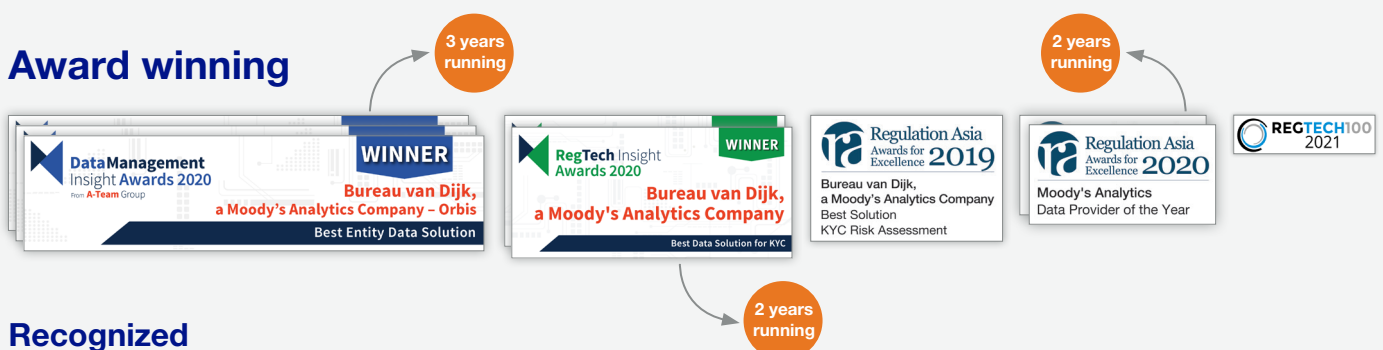 Award winning
3 years
running
DataManagement
Insight Awards 2020
From A-Team Group
WINNER
Bureau van Dijk,
a Moody's Analytics Company – Orbis
Best Entity Data Solution
RegTech Insight
Awards 2020
WINNER
Bureau van Dijk,
a Moody's Analytics Company
Best Data Solution for KYC
2 years
running
ra
Regulation Asia
Awards for
Excellence 2019
Bureau van Dijk,
a Moody's Analytics Company
Best Solution
KYC Risk Assessment
2 years
running
ra
Regulation Asia
Awards for
Excellence 2020
Moody's Analytics
Data Provider of the Year
REGTECH100
2021
Recognized